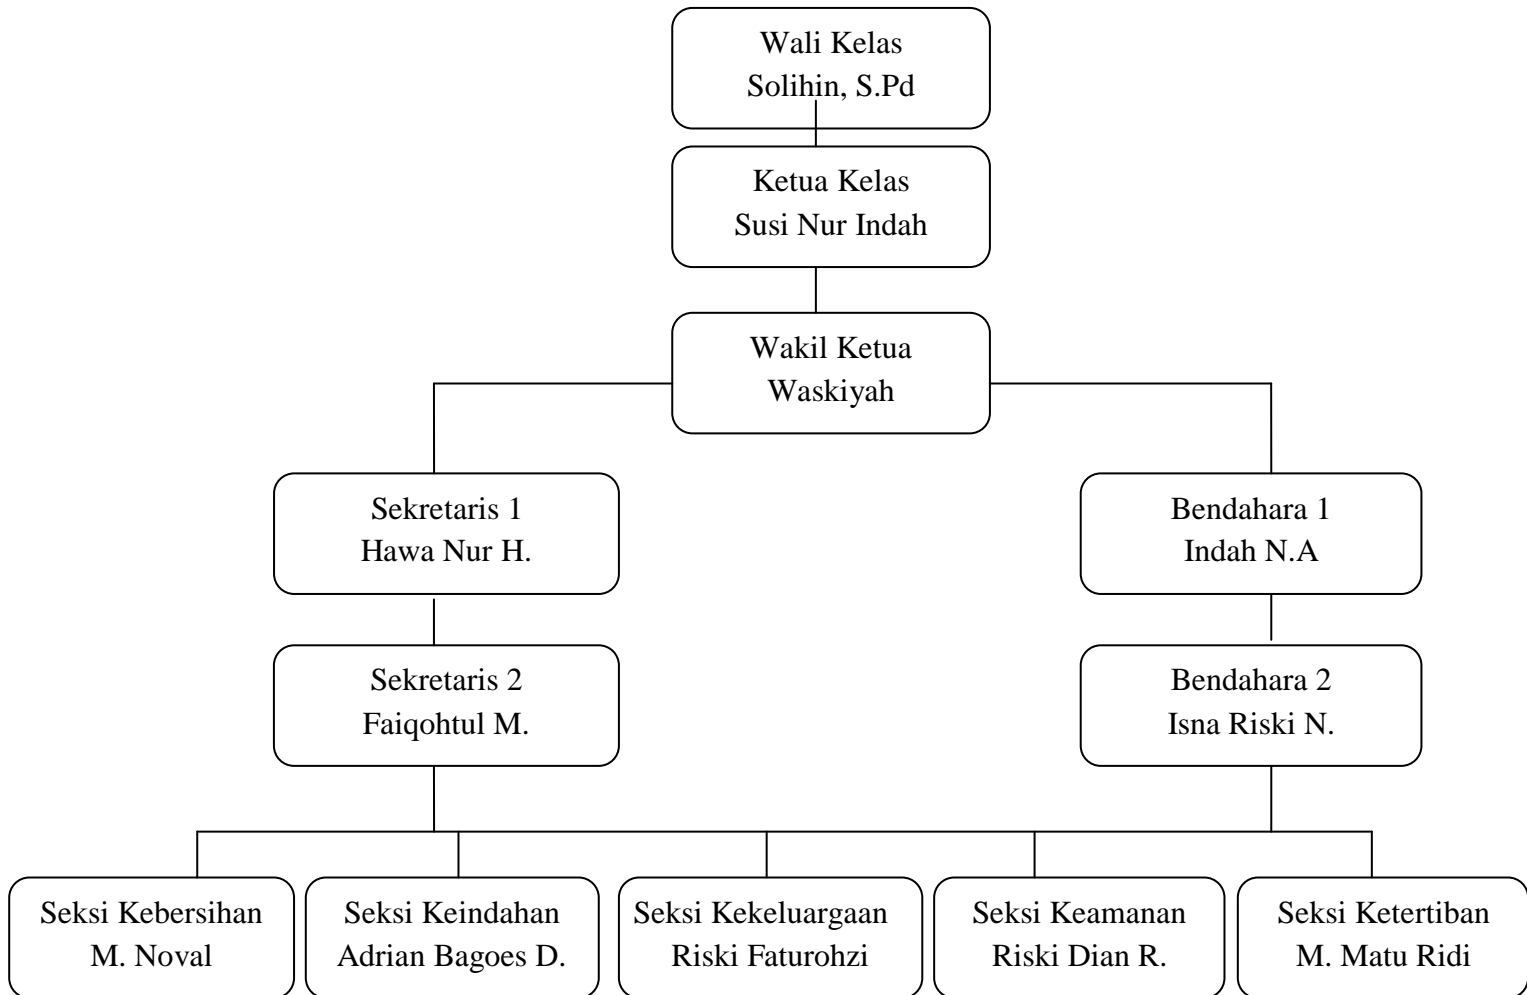 Wali Kelas
Solihin, S.Pd
Ketua Kelas
Susi Nur Indah
Wakil Ketua
Waskiyah
Sekretaris 1
Hawa Nur H.
Bendahara 1
Indah N.A
Sekretaris 2
Faiqohtul M.
Bendahara 2
Isna Riski N.
Seksi Kebersihan
M. Noval
Seksi Keindahan
Adrian Bagoes D.
Seksi Kekeluargaan
Riski Faturohzi
Seksi Keamanan
Riski Dian R.
Seksi Ketertiban
M. Matu Ridi